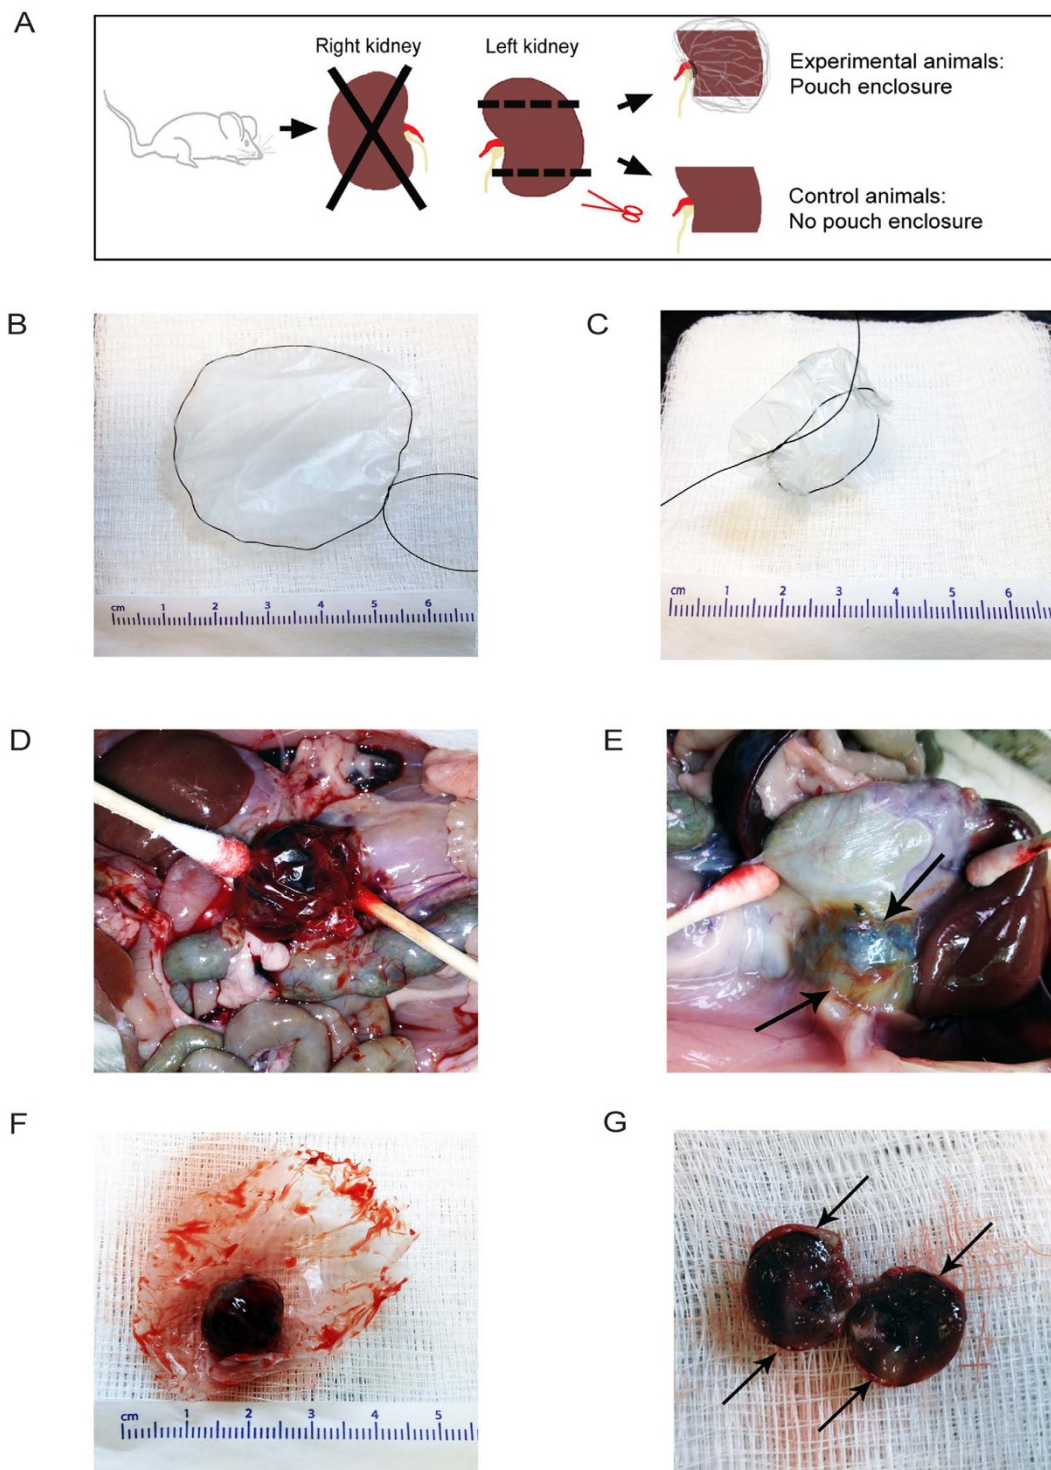 A
Right kidney
Left kidney
Experimental animals:
Pouch enclosure
Control animals:
No pouch enclosure
B
C
cm 1 2 3 4 5 6
cm 1 2 3 4 5 6
D
E
F
G
cm 1 2 3 4 5